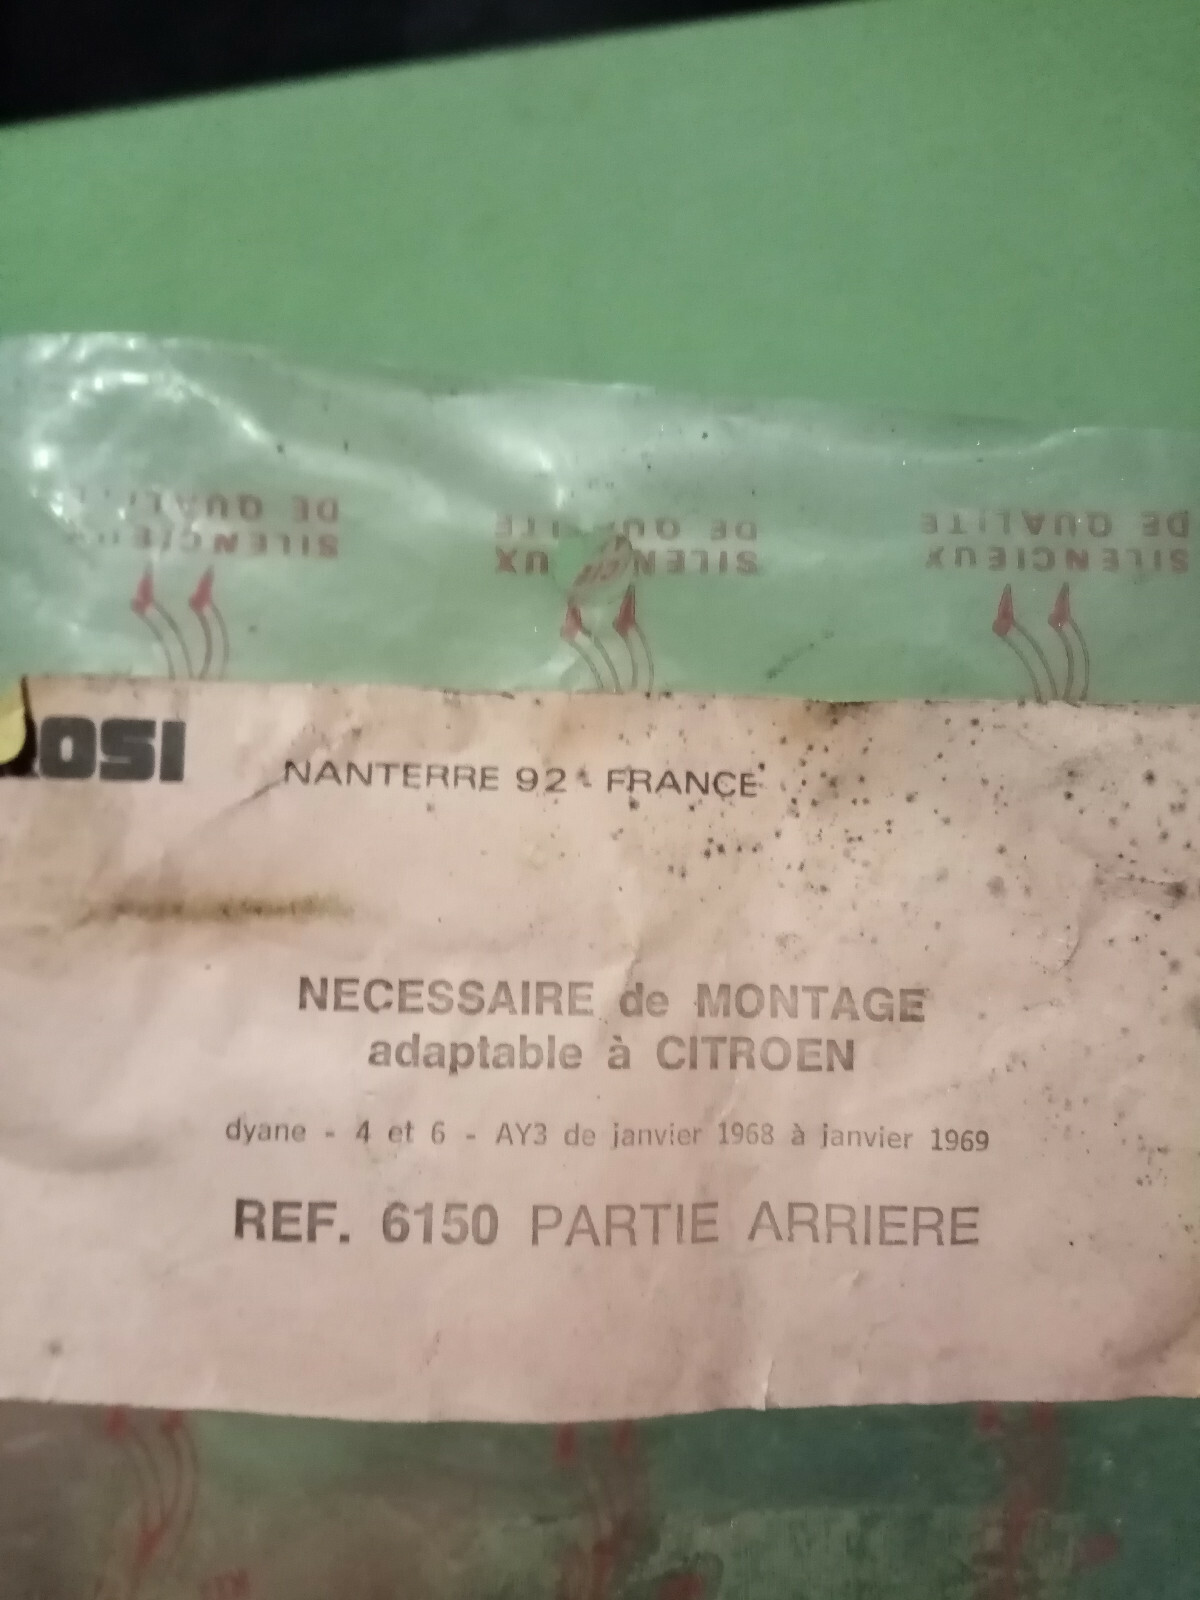 DE QUALITE
SILENCIEUX
DE QUALITE
SILENCIEUX
DE QUALITE
SILENCIEUX
OSI
NANTERRE 92 - FRANCE
NECESSAIRE de MONTAGE
adaptable à CITROEN
dyane - 4 et 6 - AY3 de janvier 1968 à janvier 1969
REF. 6150 PARTIE ARRIERE